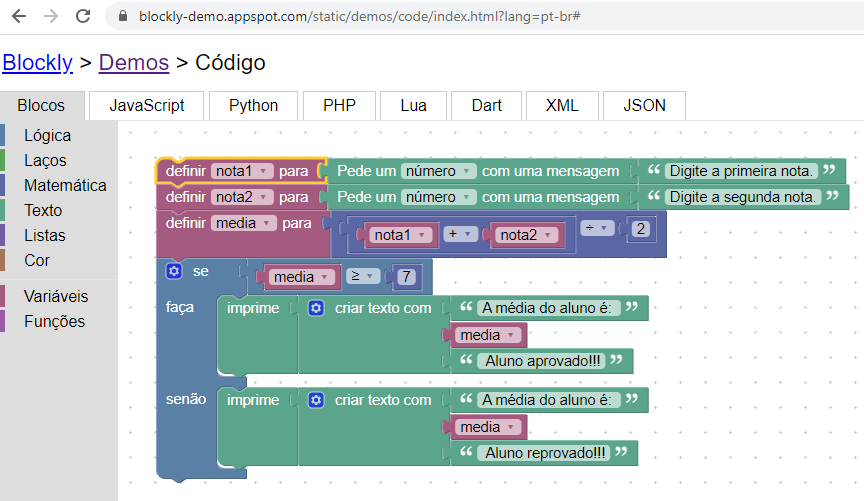 blockly-demo.appspot.com/static/demos/code/index.html?lang=pt-br#
Blockly > Demos > Código
Blocos JavaScript Python PHP Lua Dart XML JSON
Lógica
Laços
Matemática
Texto
Listas
Cor
Variáveis
Funções
definir nota1 para Pede um número com uma mensagem “ Digite a primeira nota. ”
definir nota2 para Pede um número com uma mensagem “ Digite a segunda nota. ”
definir media para nota1 + nota2 ÷ 2
se media ≥ 7
faça imprime criar texto com “ A média do aluno é: ”
media
“ Aluno aprovado!!! ”
senão imprime criar texto com “ A média do aluno é: ”
media
“ Aluno reprovado!!! ”